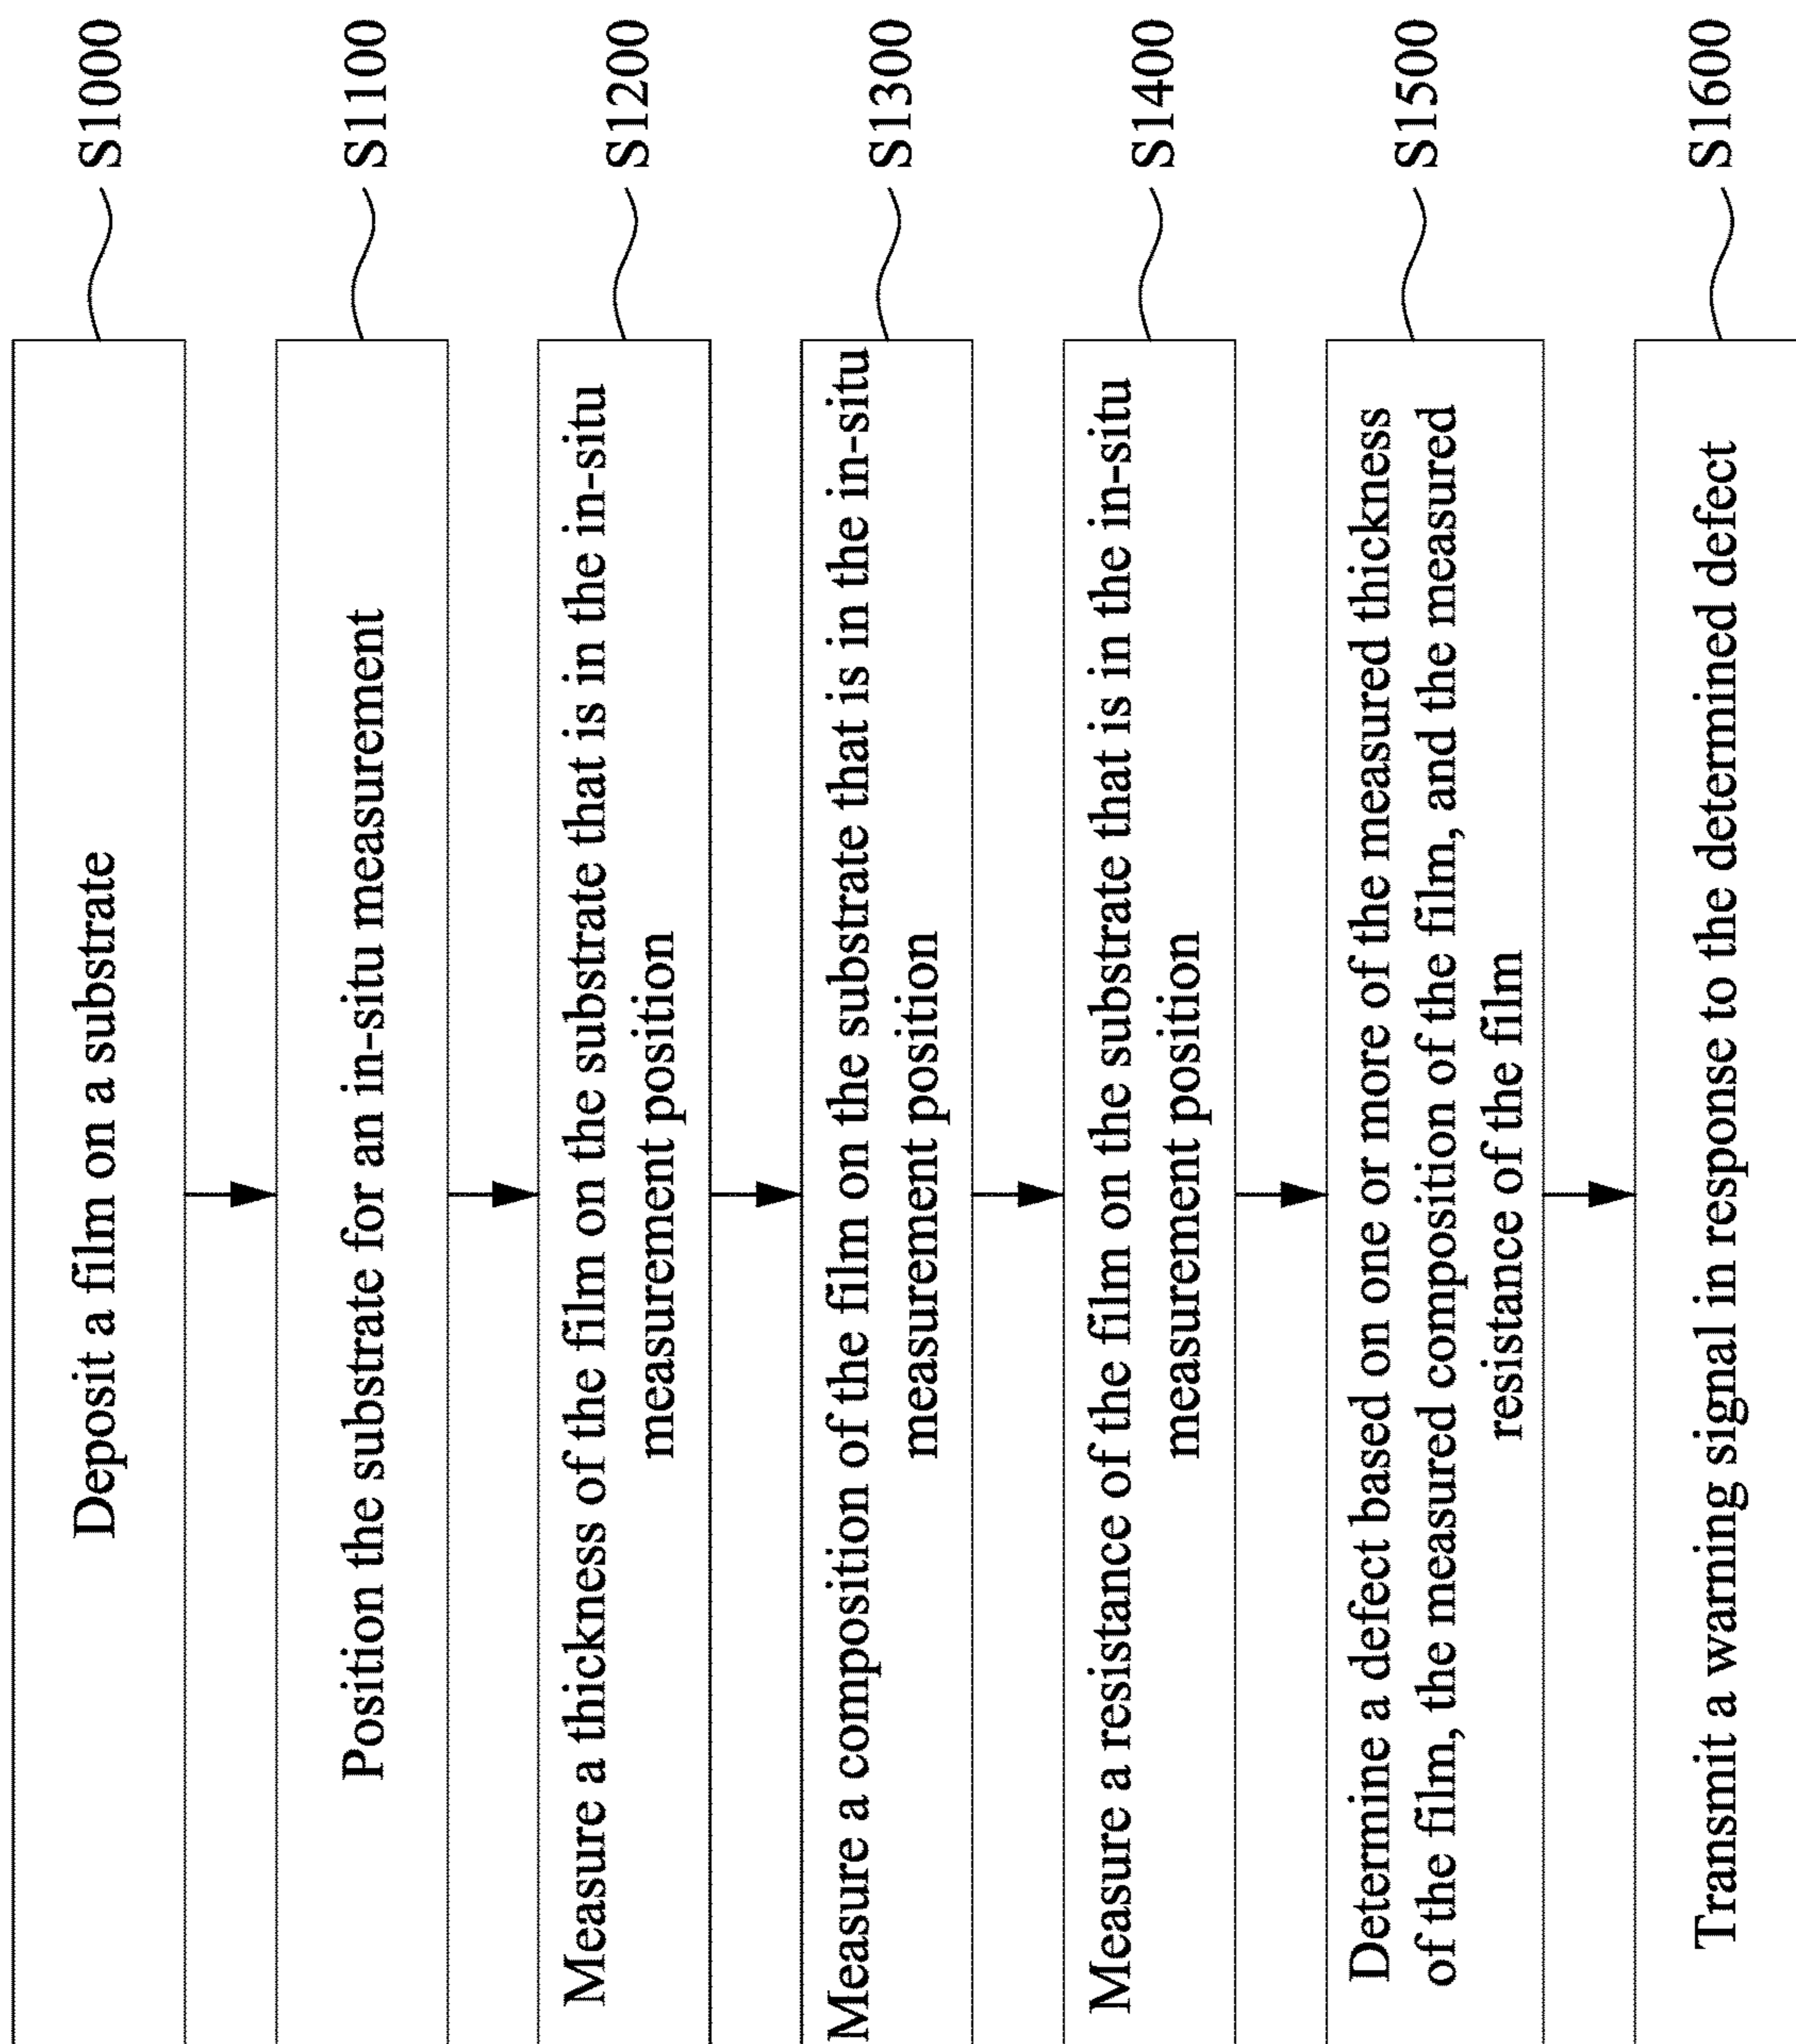 Deposit a film on a substrate
S1000
Position the substrate for an in-situ measurement
S1100
Measure a thickness of the film on the substrate that is in the in-situ
measurement position
S1200
Measure a composition of the film on the substrate that is in the in-situ
measurement position
S1300
Measure a resistance of the film on the substrate that is in the in-situ
measurement position
S1400
Determine a defect based on one or more of the measured thickness
of the film, the measured composition of the film, and the measured
resistance of the film
S1500
Transmit a warning signal in response to the determined defect
S1600